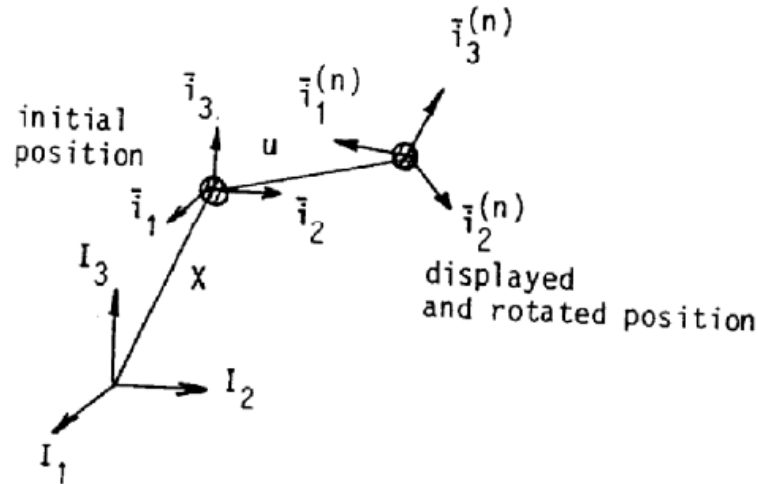 ī₃⁽ⁿ⁾
ī₁⁽ⁿ⁾
ī₃
initial
position
u
ī₁
ī₂
ī₂⁽ⁿ⁾
I₃
X
displayed
and rotated position
I₂
I₁